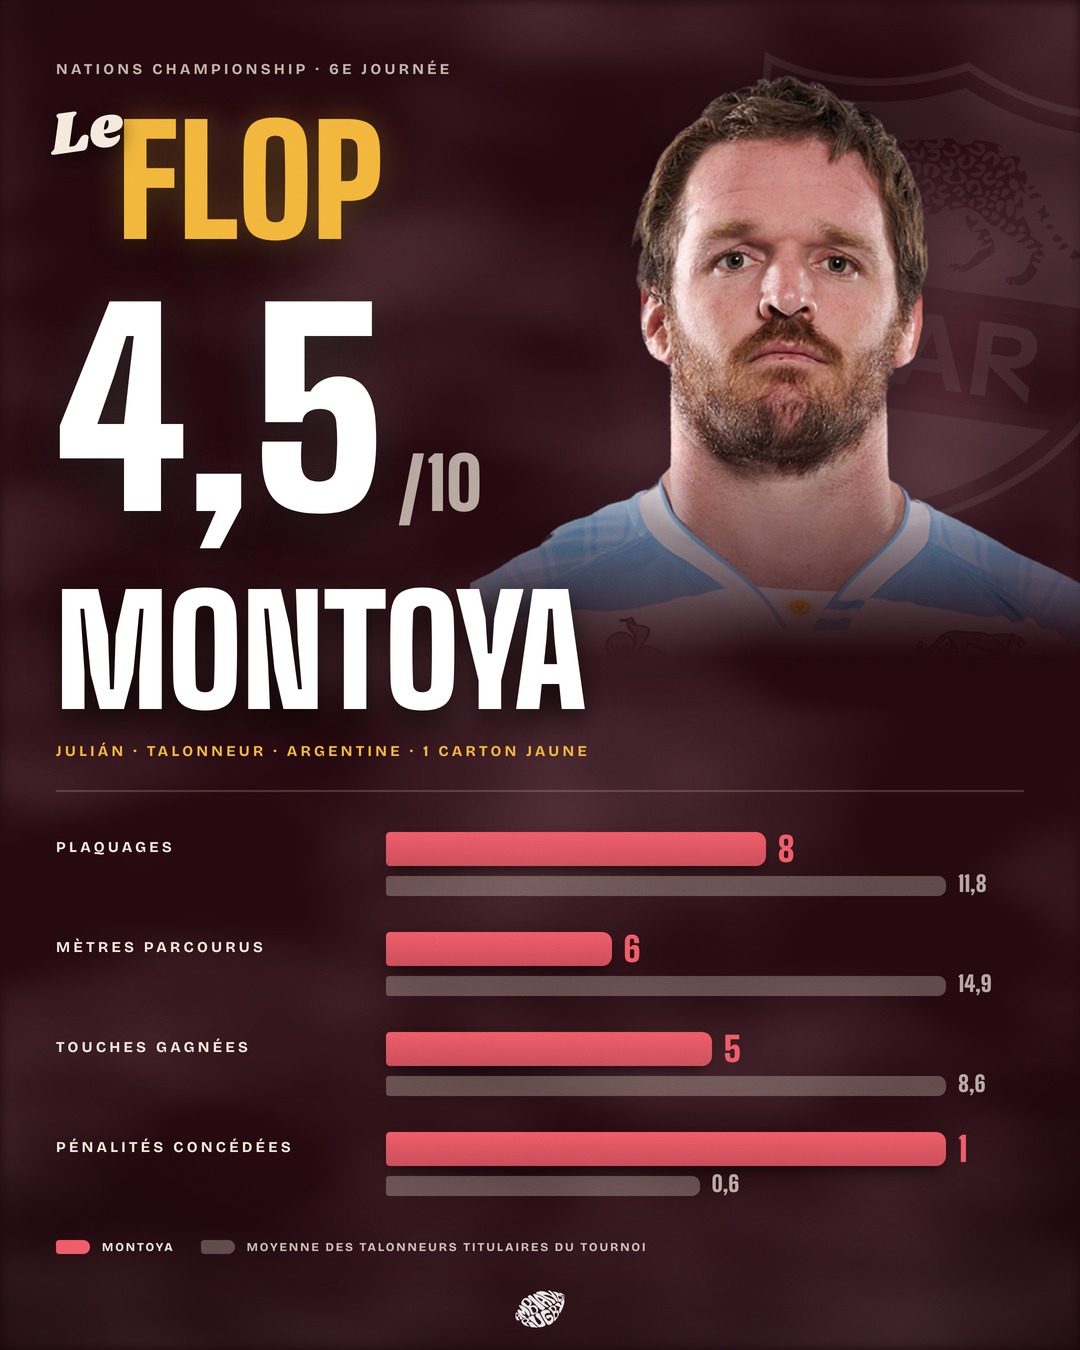 NATIONS CHAMPIONSHIP · 6E JOURNÉE
Le FLOP
4,5 /10
AR
MONTOYA
JULIÁN · TALONNEUR · ARGENTINE · 1 CARTON JAUNE
PLAQUAGES
8
11,8
MÈTRES PARCOURUS
6
14,9
TOUCHES GAGNÉES
5
8,6
PÉNALITÉS CONCÉDÉES
1
0,6
MONTOYA
MOYENNE DES TALONNEURS TITULAIRES DU TOURNOI